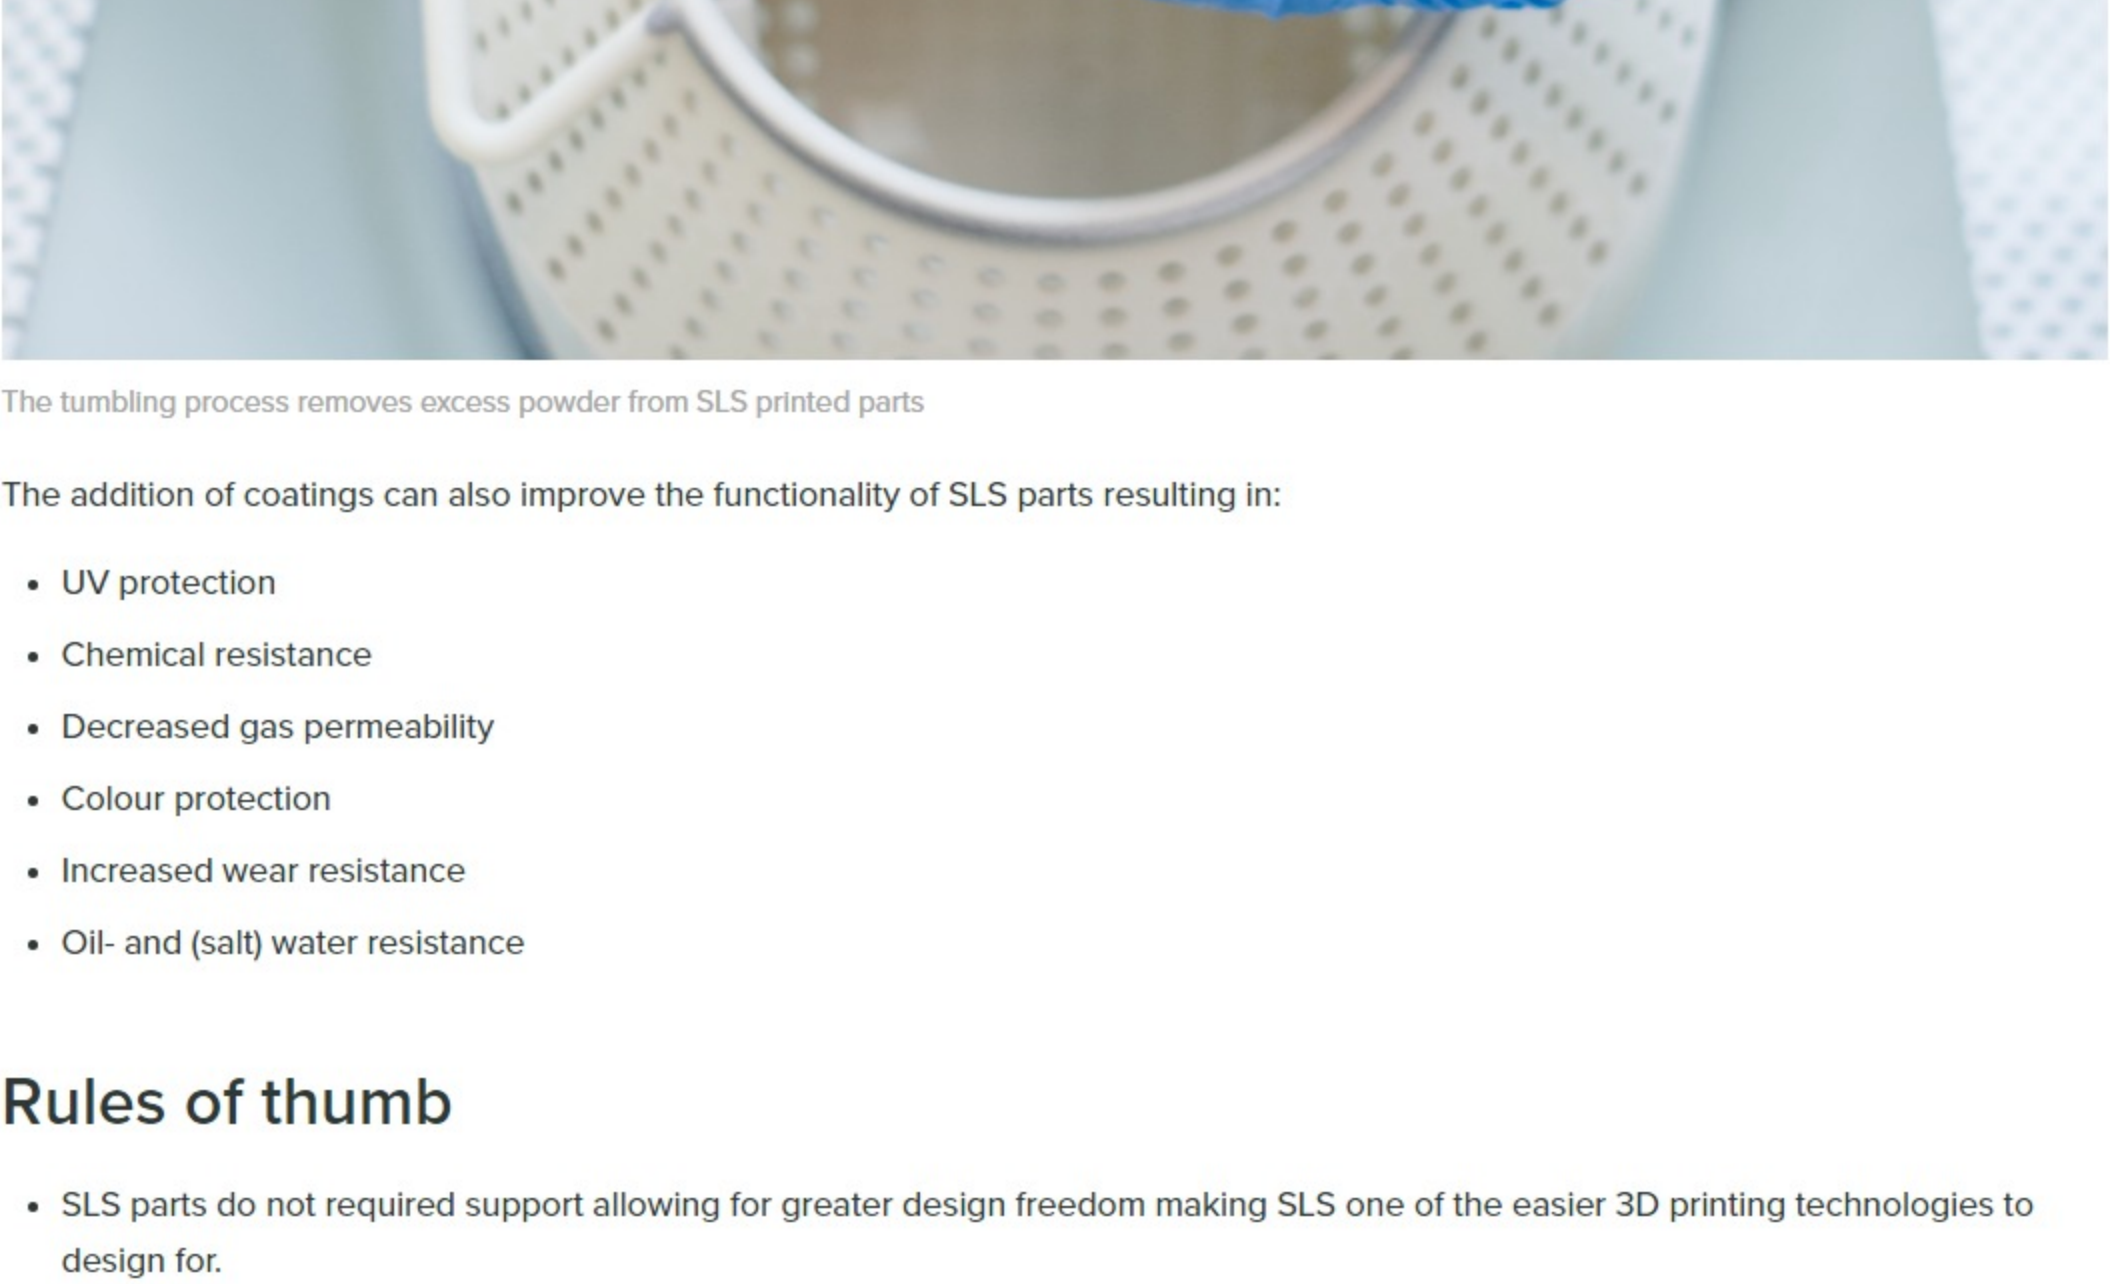 The tumbling process removes excess powder from SLS printed parts
The addition of coatings can also improve the functionality of SLS parts resulting in:
• UV protection
• Chemical resistance
• Decreased gas permeability
• Colour protection
• Increased wear resistance
• Oil- and (salt) water resistance
Rules of thumb
• SLS parts do not required support allowing for greater design freedom making SLS one of the easier 3D printing technologies to
design for.